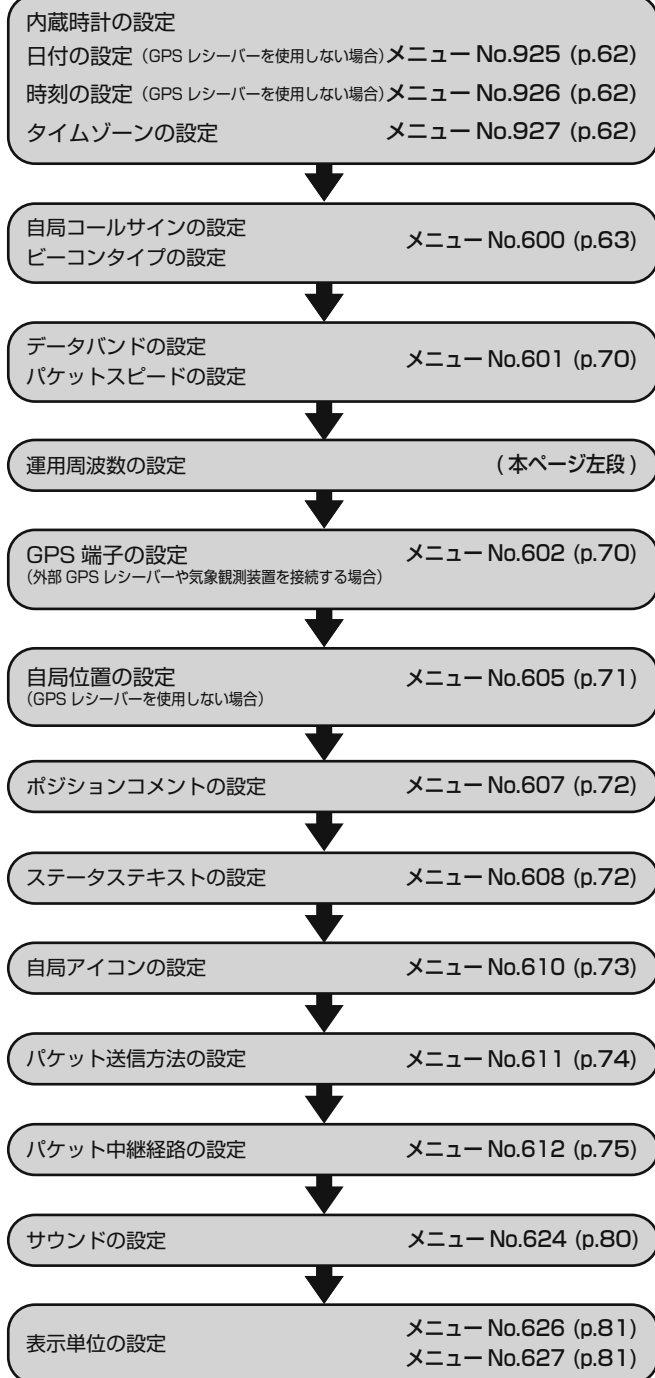 内蔵時計の設定
日付の設定（GPS レシーバーを使用しない場合）メニュー No.925 (p.62)
時刻の設定（GPS レシーバーを使用しない場合）メニュー No.926 (p.62)
タイムゾーンの設定 メニュー No.927 (p.62)
自局コールサインの設定
ビーコンタイプの設定
メニュー No.600 (p.63)
データバンドの設定
パケットスピードの設定
メニュー No.601 (p.70)
運用周波数の設定 ( 本ページ左段 )
GPS 端子の設定 メニュー No.602 (p.70)
（外部 GPS レシーバーや気象観測装置を接続する場合）
自局位置の設定 メニュー No.605 (p.71)
（GPS レシーバーを使用しない場合）
ポジションコメントの設定 メニュー No.607 (p.72)
ステータステキストの設定 メニュー No.608 (p.72)
自局アイコンの設定 メニュー No.610 (p.73)
パケット送信方法の設定 メニュー No.611 (p.74)
パケット中継経路の設定 メニュー No.612 (p.75)
サウンドの設定 メニュー No.624 (p.80)
表示単位の設定
メニュー No.626 (p.81)
メニュー No.627 (p.81)